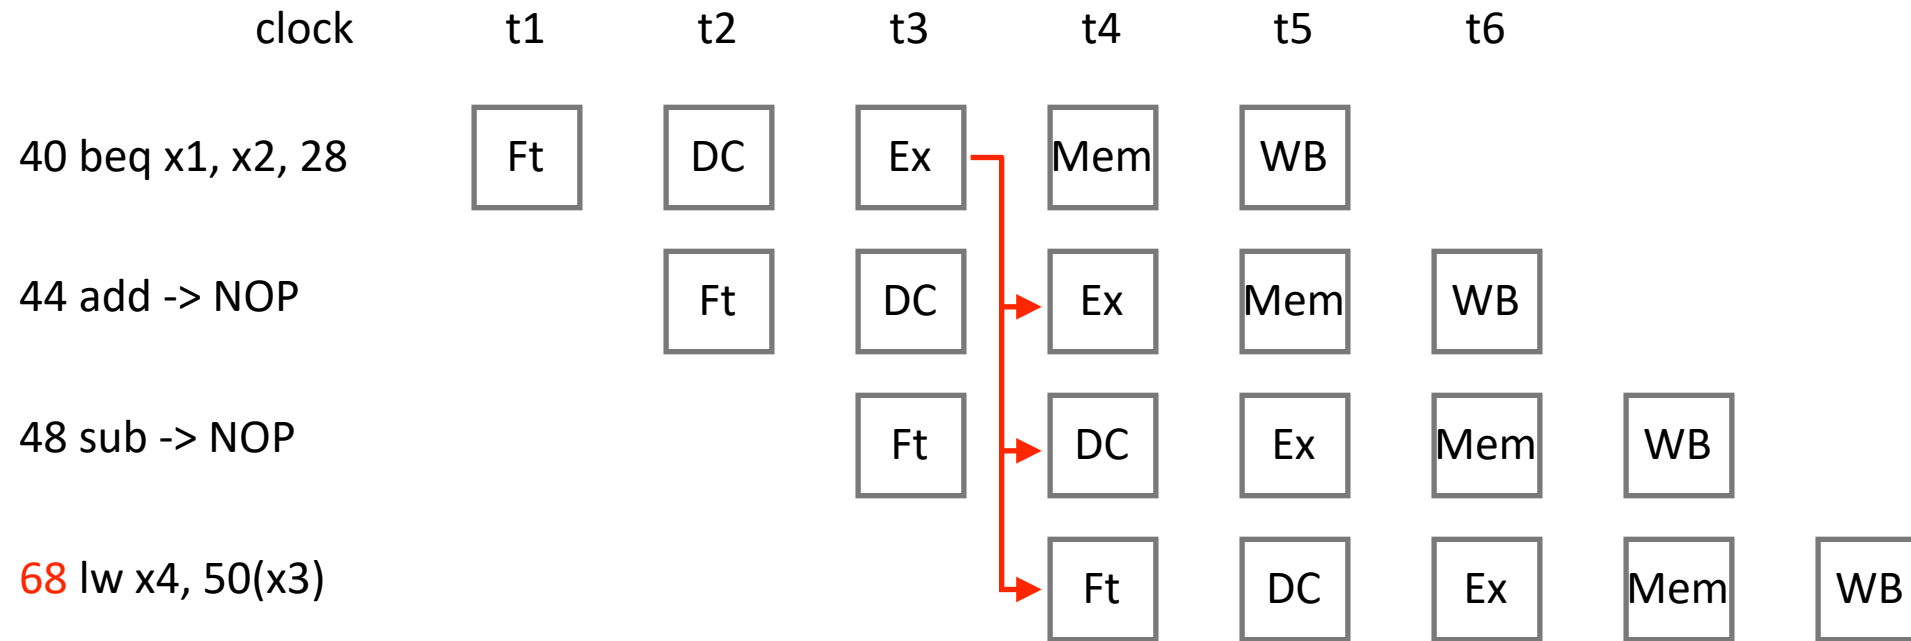 clock t1 t2 t3 t4 t5 t6
40 beq x1, x2, 28 Ft DC Ex Mem WB
44 add -> NOP Ft DC Ex Mem WB
48 sub -> NOP Ft DC Ex Mem WB
68 lw x4, 50(x3) Ft DC Ex Mem WB